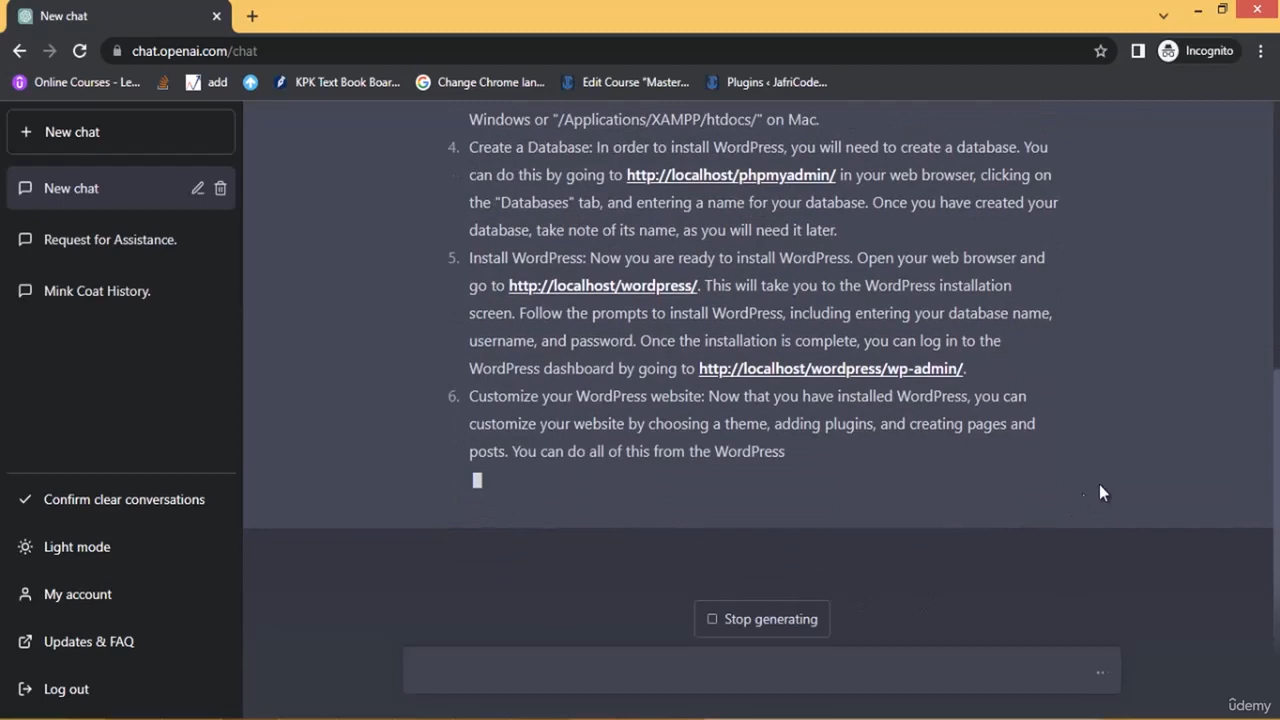 New chat
chat.openai.com/chat
Incognito
Online Courses - Le...
add
KPK Text Book Boar...
Change Chrome lan...
Edit Course "Master...
Plugins ‹ JafriCode...
New chat
New chat
Request for Assistance.
Mink Coat History.
Confirm clear conversations
Light mode
My account
Updates & FAQ
Log out
Windows or "/Applications/XAMPP/htdocs/" on Mac.
4. Create a Database: In order to install WordPress, you will need to create a database. You
can do this by going to http://localhost/phpmyadmin/ in your web browser, clicking on
the "Databases" tab, and entering a name for your database. Once you have created your
database, take note of its name, as you will need it later.
5. Install WordPress: Now you are ready to install WordPress. Open your web browser and
go to http://localhost/wordpress/. This will take you to the WordPress installation
screen. Follow the prompts to install WordPress, including entering your database name,
username, and password. Once the installation is complete, you can log in to the
WordPress dashboard by going to http://localhost/wordpress/wp-admin/.
6. Customize your WordPress website: Now that you have installed WordPress, you can
customize your website by choosing a theme, adding plugins, and creating pages and
posts. You can do all of this from the WordPress
Stop generating
ûdemy